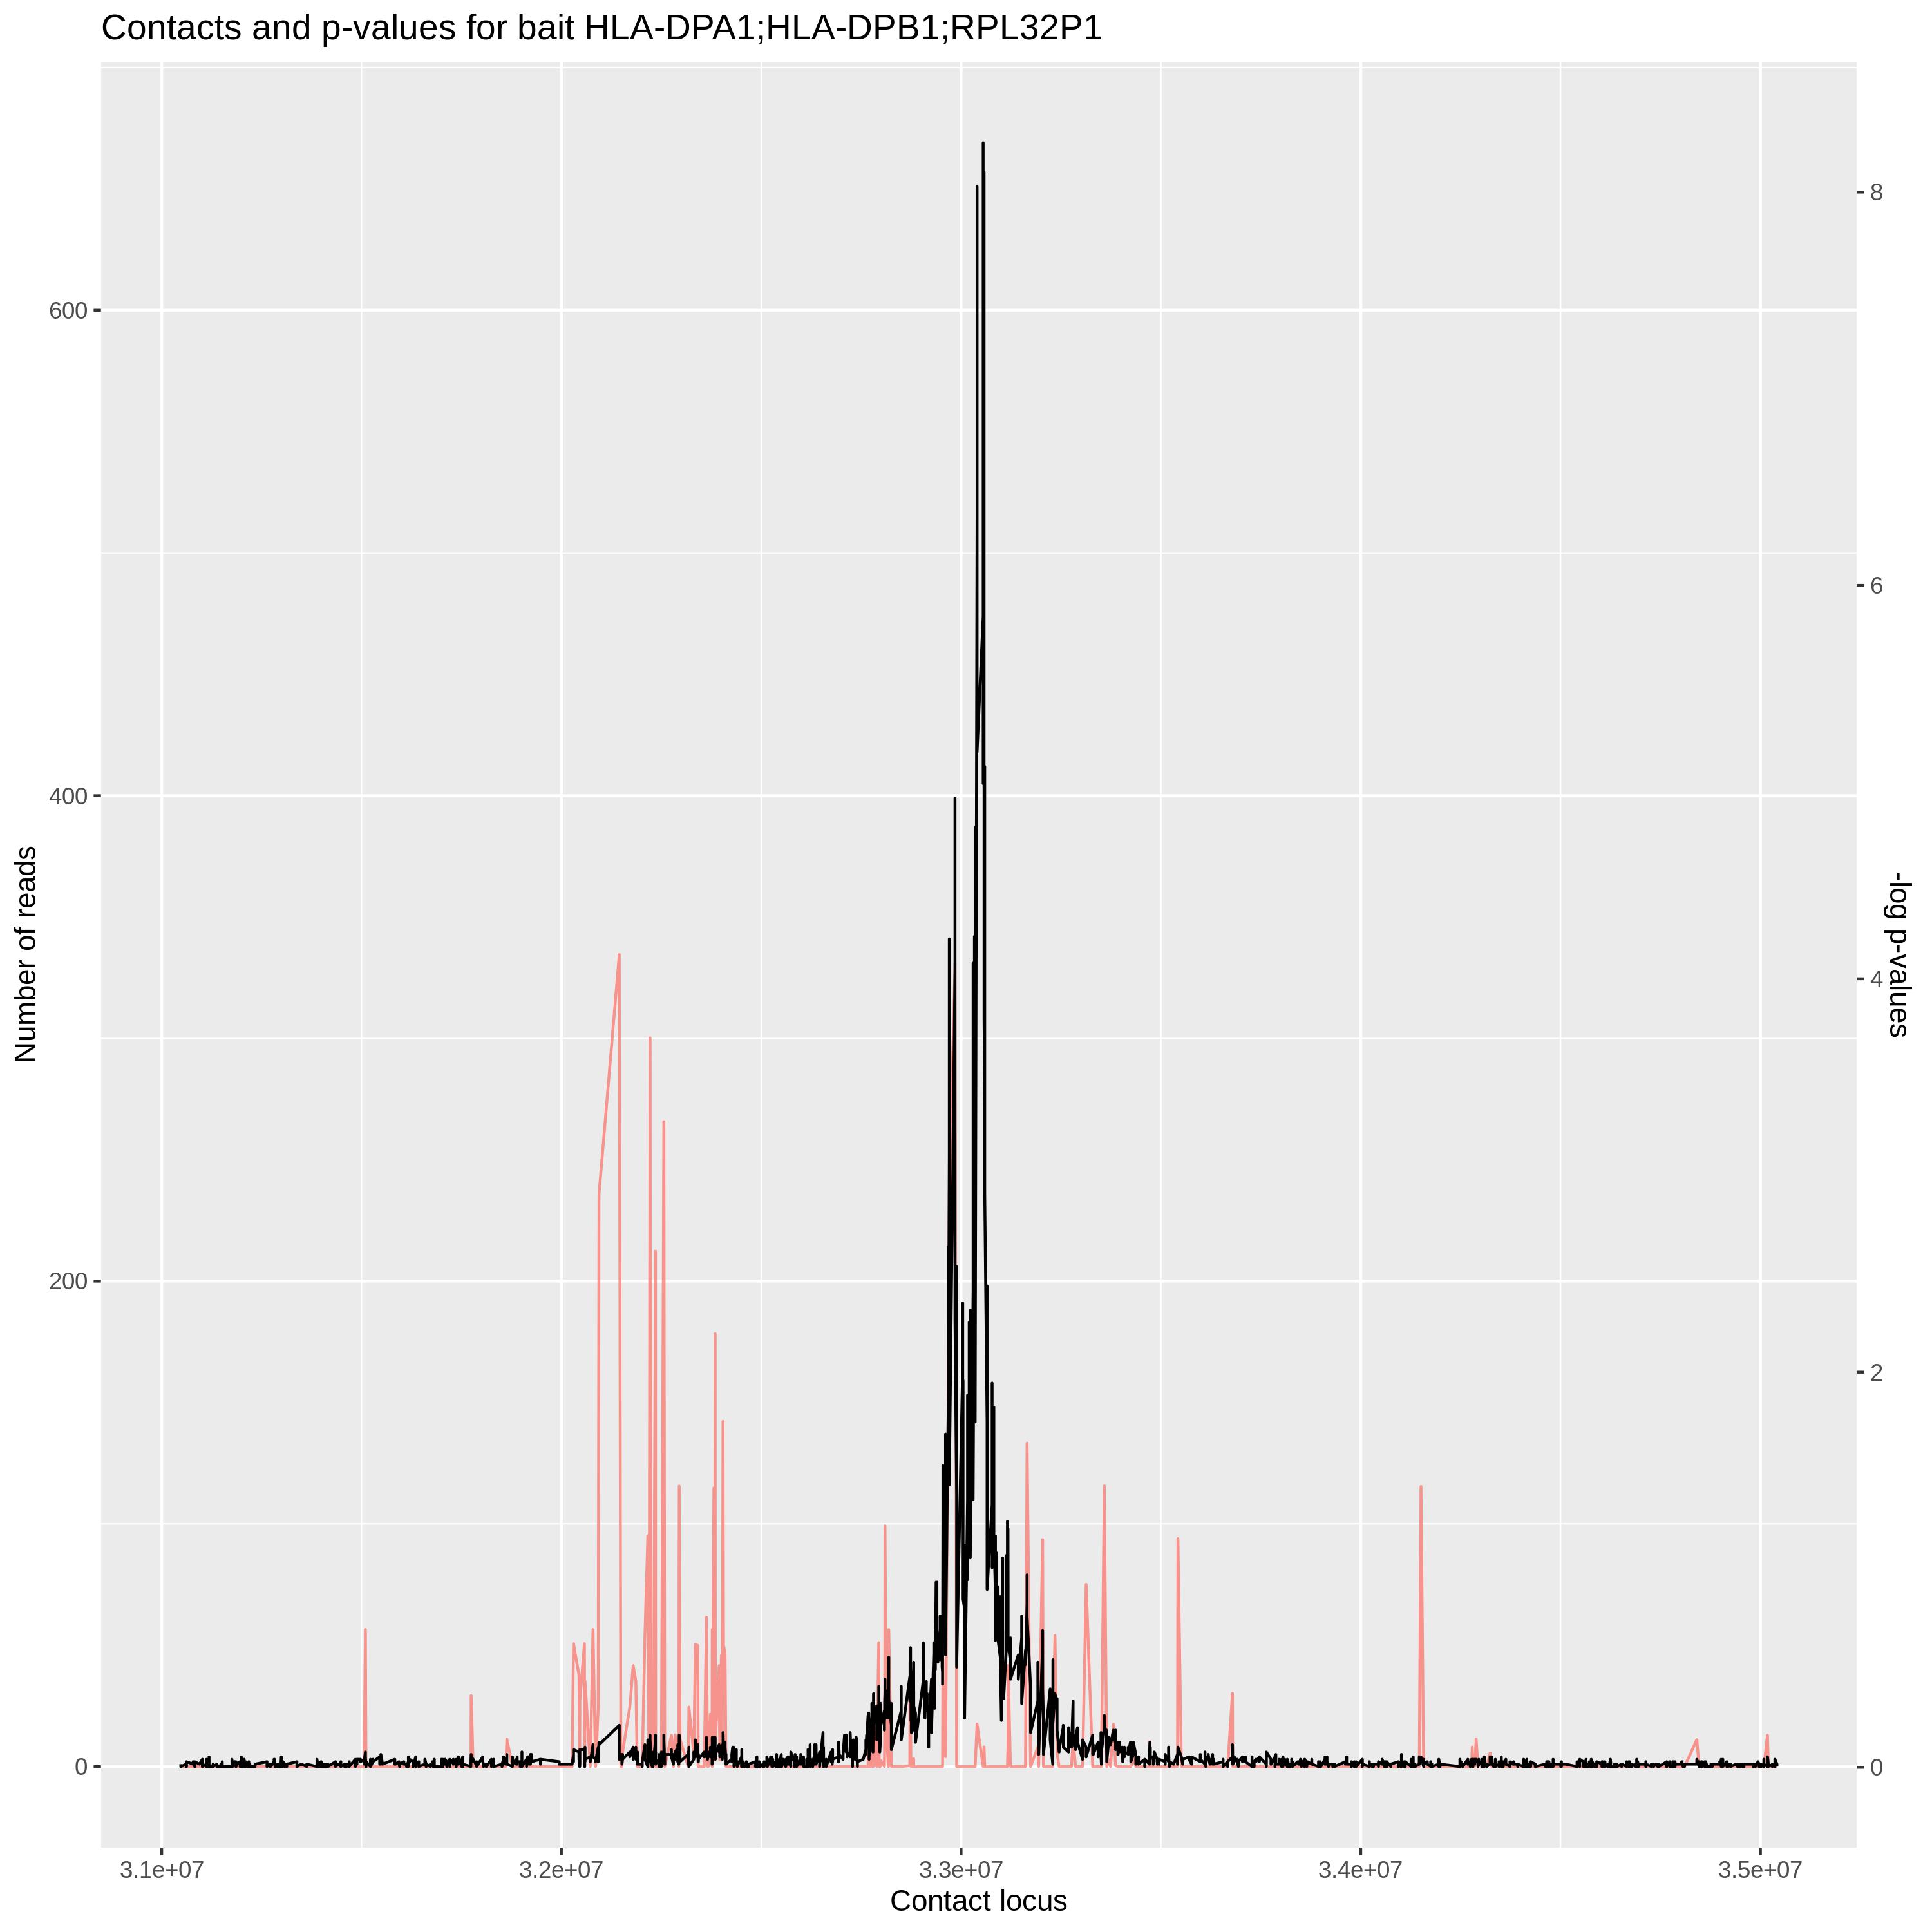 Contacts and p-values for bait HLA-DPA1;HLA-DPB1;RPL32P1
Number of reads
600
400
200
0
8
6
4
2
0
-log p-values
3.1e+07 3.2e+07 3.3e+07 3.4e+07 3.5e+07
Contact locus